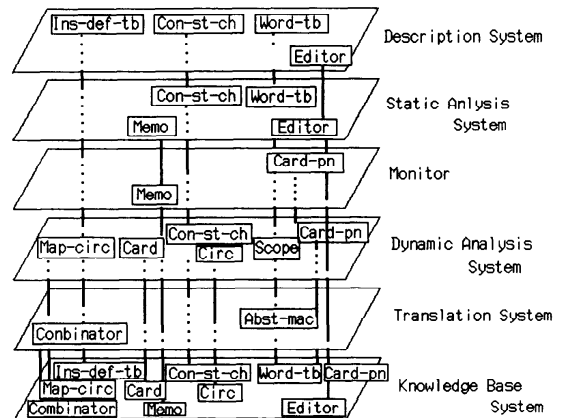 Ins-def-tb Con-st-ch Word-tb
Description System
Editor
Con-st-ch Word-tb
Static Anlysis
System
Memo Editor
Card-pn
Monitor
Memo
Con-st-ch Card-pn
Map-circ Card Circ Scope
Dynamic Analysis
System
Abst-mac
Translation System
Conbinator
Ins-def-tb Con-st-ch Word-tb Card-pn
Map-circ Card Circ
Knowledge Base
Combinator Memo Editor
System